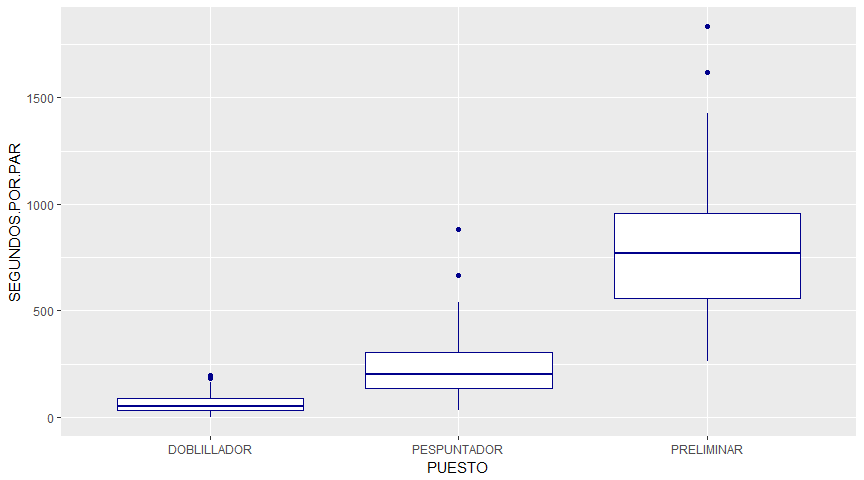 SEGUNDOS.POR.PAR
1500
1000
500
0
DOBLILLADOR
PESPUNTADOR
PRELIMINAR
PUESTO